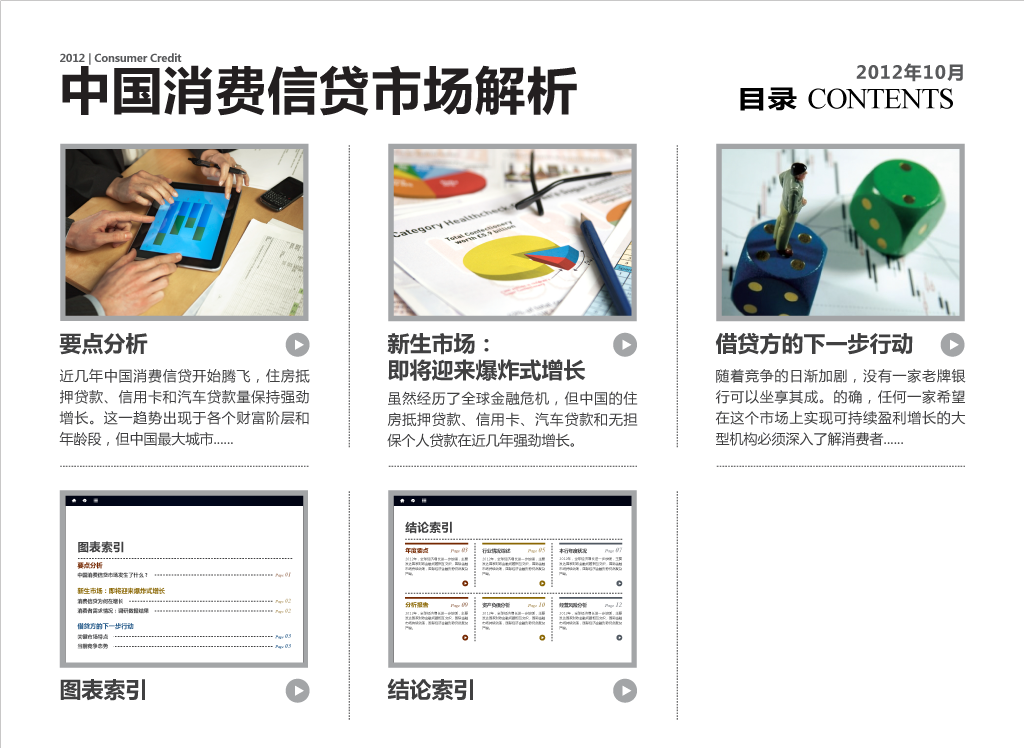 2012 | Consumer Credit
中国消费信贷市场解析
2012年10月
目录 CONTENTS
Category Healthcheck
Total Confectionery
worth £5.9 billion
要点分析
近几年中国消费信贷开始腾飞，住房抵
押贷款、信用卡和汽车贷款量保持强劲
增长。这一趋势出现于各个财富阶层和
年龄段，但中国最大城市......
新生市场：
即将迎来爆炸式增长
虽然经历了全球金融危机，但中国的住
房抵押贷款、信用卡、汽车贷款和无担
保个人贷款在近几年强劲增长。
借贷方的下一步行动
随着竞争的日渐加剧，没有一家老牌银
行可以坐享其成。的确，任何一家希望
在这个市场上实现可持续盈利增长的大
型机构必须深入了解消费者......
图表索引
要点分析
中国消费信贷市场发生了什么？ Page 01
新生市场：即将迎来爆炸式增长
消费信贷为何在增长 Page 02
消费者需求情况：调研数据结果 Page 02
借贷方的下一步行动
关键市场特点 Page 03
当前竞争态势 Page 03
图表索引
结论索引
年度要点 Page 03
行业情况综述 Page 05
本行年度状况 Page 07
分析报告 Page 09
资产负债分析 Page 10
经营风险分析 Page 12
结论索引